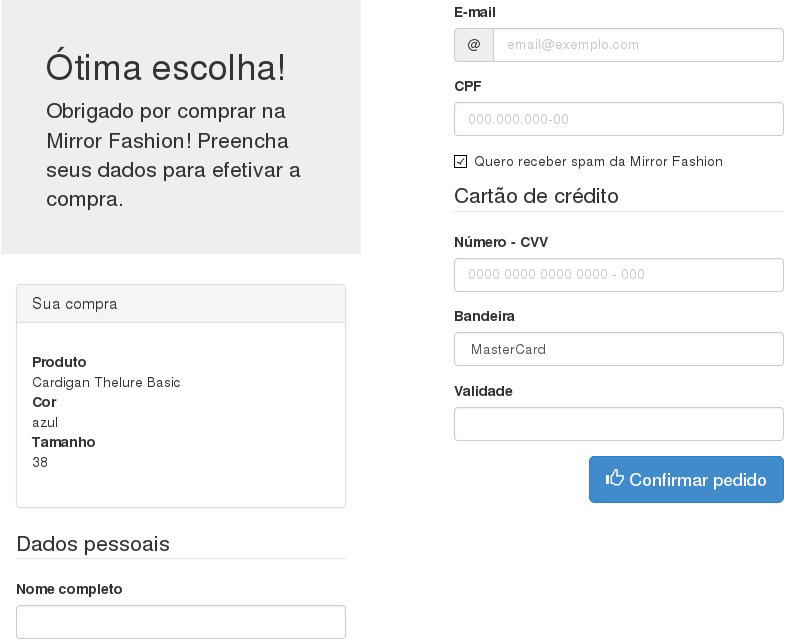 Ótima escolha!
Obrigado por comprar na
Mirror Fashion! Preencha
seus dados para efetivar a
compra.
Sua compra
Produto
Cardigan Thelure Basic
Cor
azul
Tamanho
38
Dados pessoais
Nome completo
E-mail
@ email@exemplo.com
CPF
000.000.000-00
Quero receber spam da Mirror Fashion
Cartão de crédito
Número - CVV
0000 0000 0000 0000 - 000
Bandeira
MasterCard
Validade
Confirmar pedido